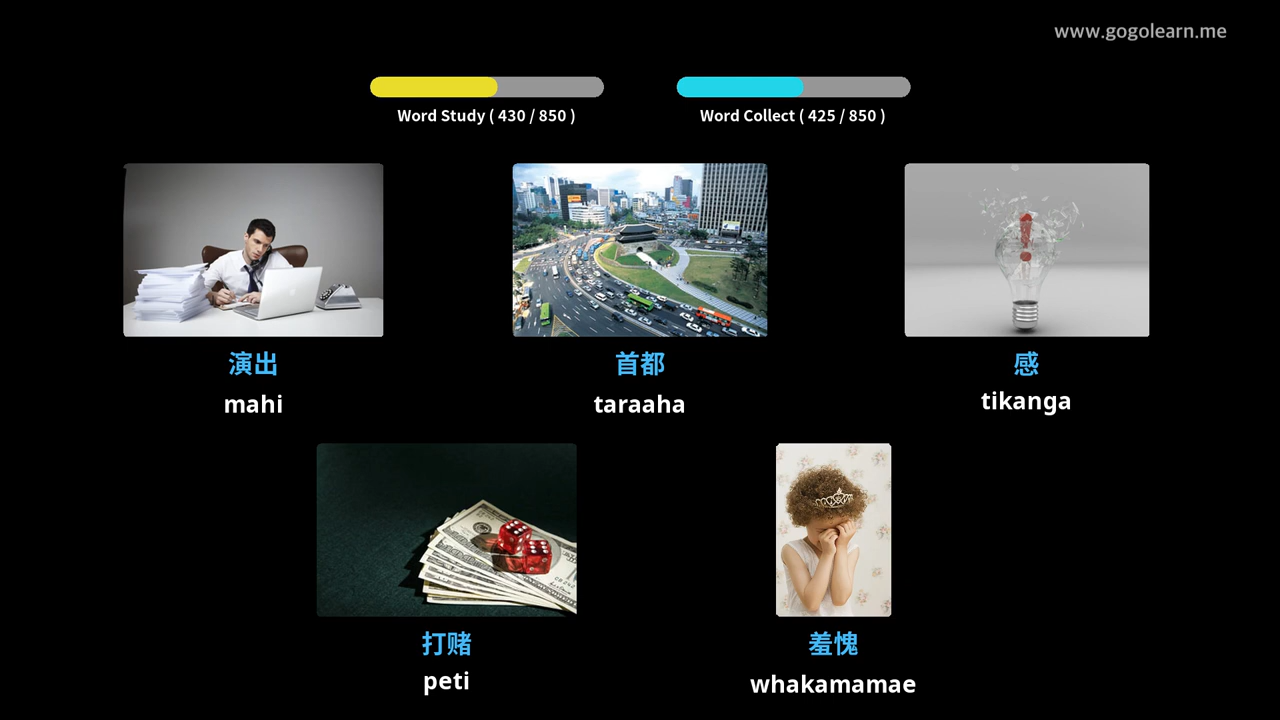 www.gogolearn.me
Word Study ( 430 / 850 )
Word Collect ( 425 / 850 )
演出
mahi
首都
taraaha
感
tikanga
打赌
peti
羞愧
whakamamae